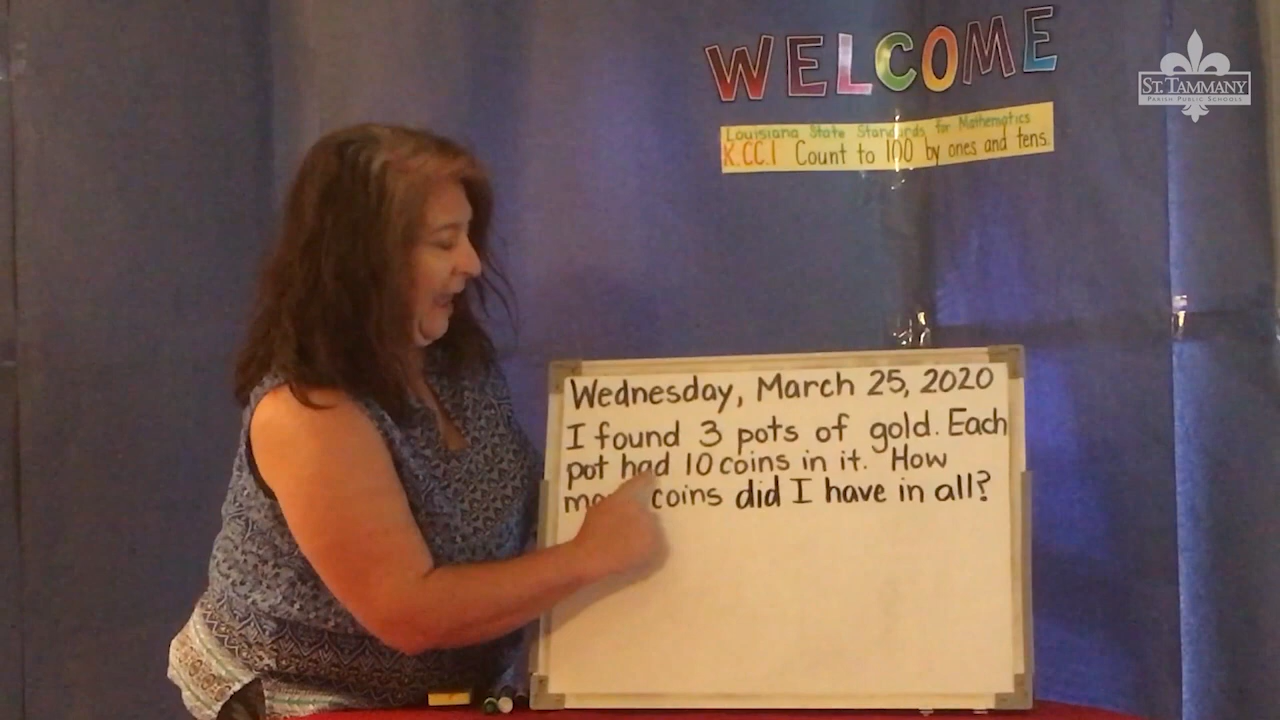 WELCOME
ST. TAMMANY
PARISH PUBLIC SCHOOLS
Louisiana State Standards for Mathematics
K.CC.1 Count to 100 by ones and tens.
Wednesday, March 25, 2020
I found 3 pots of gold. Each
pot had 10 coins in it. How
coins did I have in all?